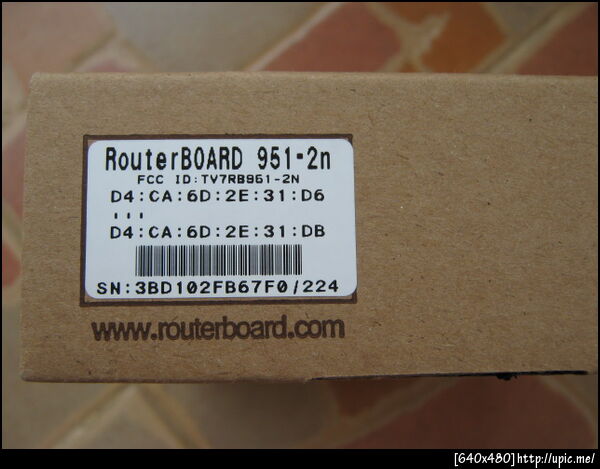 RouterBOARD 951-2n
FCC ID:TV7RB951-2N
D4:CA:6D:2E:31:D6
...
D4:CA:6D:2E:31:DB
SN:3BD102FB67F0/224
www.routerboard.com
[640x480]http://upic.me/